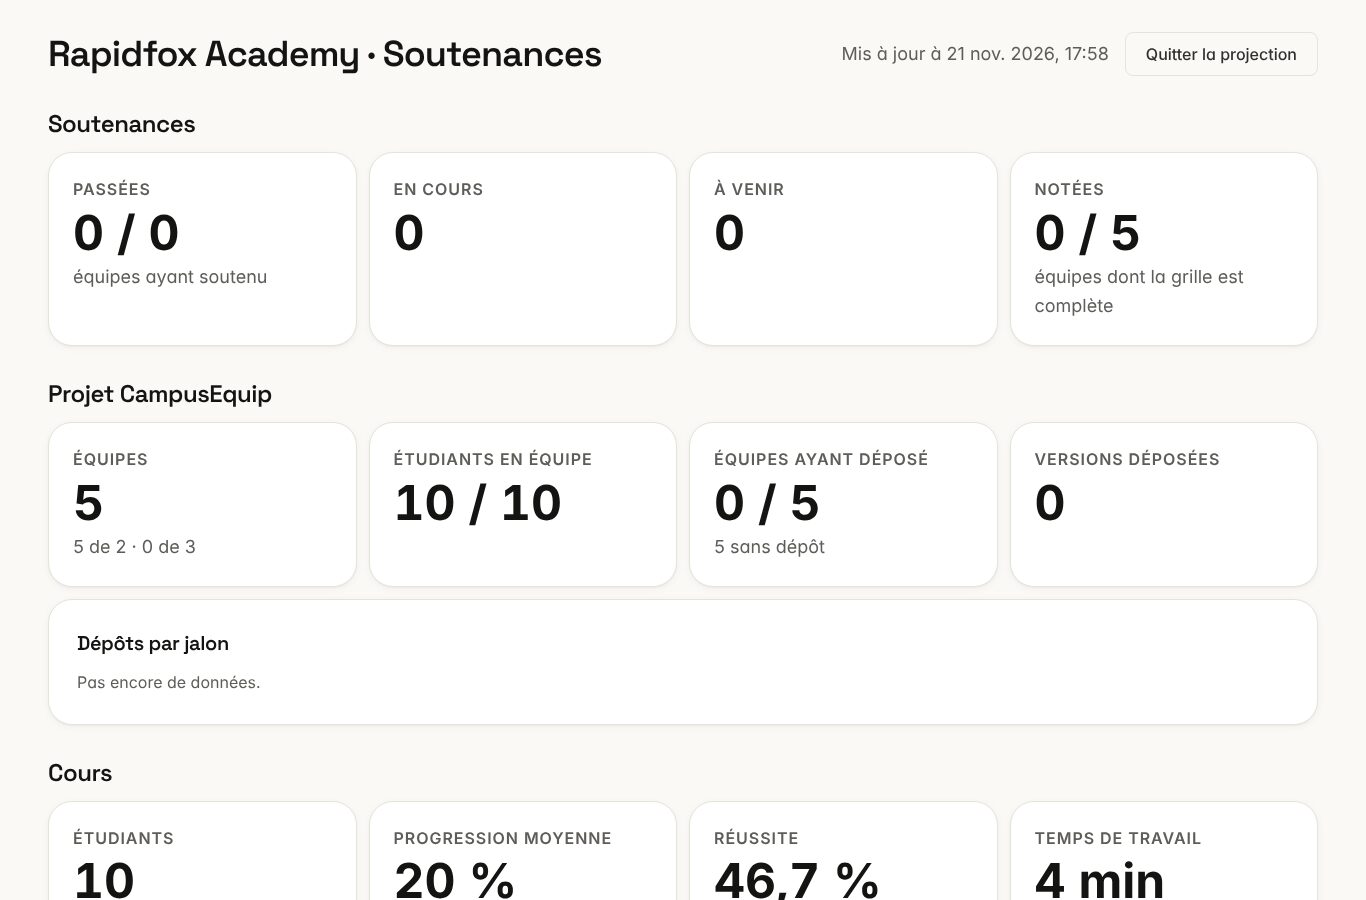 Rapidfox Academy · Soutenances
Mis à jour à 21 nov. 2026, 17:58
Quitter la projection
Soutenances
PASSÉES
0 / 0
équipes ayant soutenu
EN COURS
0
À VENIR
0
NOTÉES
0 / 5
équipes dont la grille est
complète
Projet CampusEquip
ÉQUIPES
5
5 de 2 · 0 de 3
ÉTUDIANTS EN ÉQUIPE
10 / 10
ÉQUIPES AYANT DÉPOSÉ
0 / 5
5 sans dépôt
VERSIONS DÉPOSÉES
0
Dépôts par jalon
Pas encore de données.
Cours
ÉTUDIANTS
10
PROGRESSION MOYENNE
20 %
RÉUSSITE
46,7 %
TEMPS DE TRAVAIL
4 min